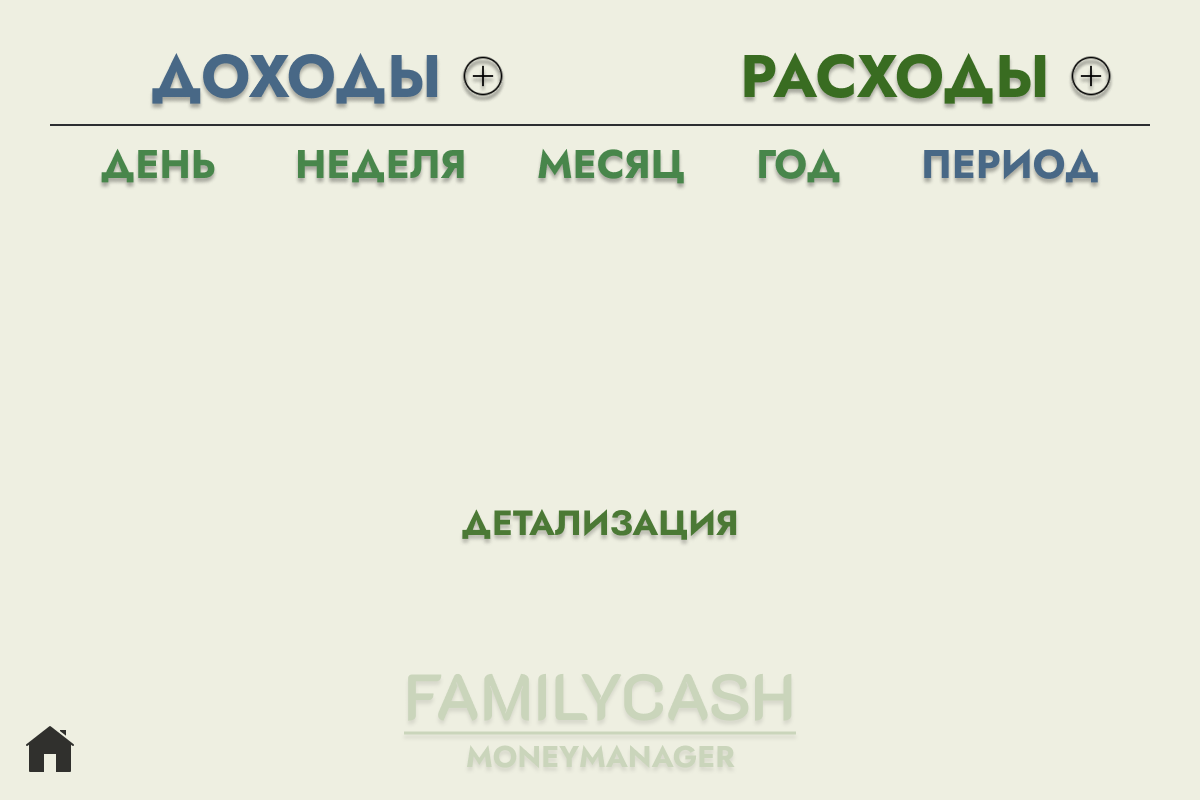 ДОХОДЫ РАСХОДЫ
ДЕНЬ НЕДЕЛЯ МЕСЯЦ ГОД ПЕРИОД
ДЕТАЛИЗАЦИЯ
FAMILYCASH
MONEYMANAGER